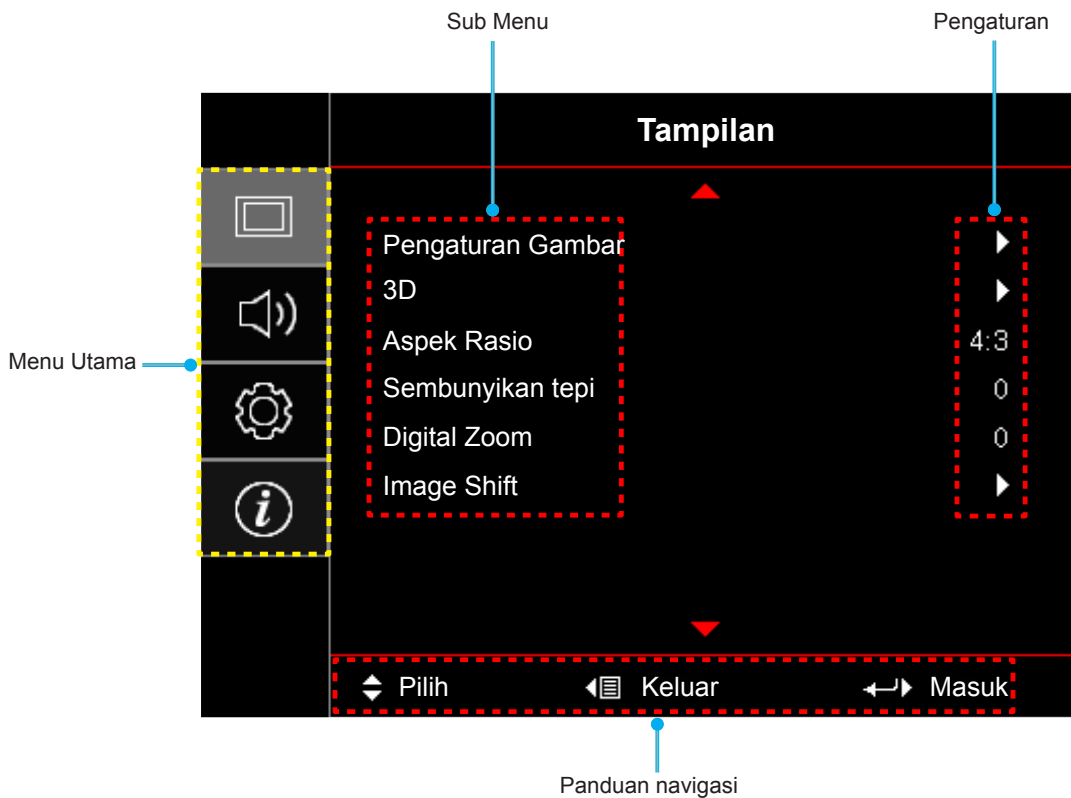 Sub Menu Pengaturan
Tampilan
Pengaturan Gambar
3D
Aspek Rasio 4:3
Sembunyikan tepi 0
Digital Zoom 0
Image Shift
Menu Utama
Pilih Keluar Masuk
Panduan navigasi